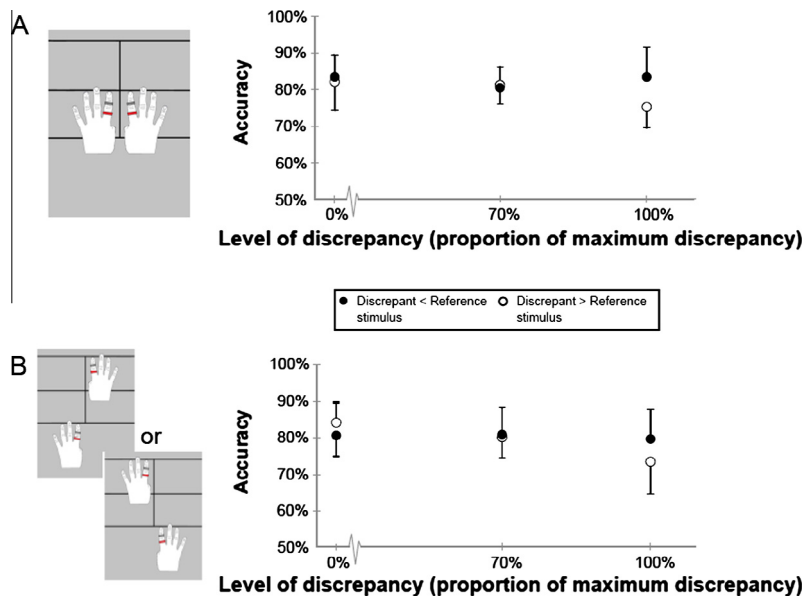 A
Accuracy
100%
90%
80%
70%
60%
50%
0%
70%
100%
Level of discrepancy (proportion of maximum discrepancy)
Discrepant < Reference
stimulus
Discrepant > Reference
stimulus
B
or
Accuracy
100%
90%
80%
70%
60%
50%
0%
70%
100%
Level of discrepancy (proportion of maximum discrepancy)